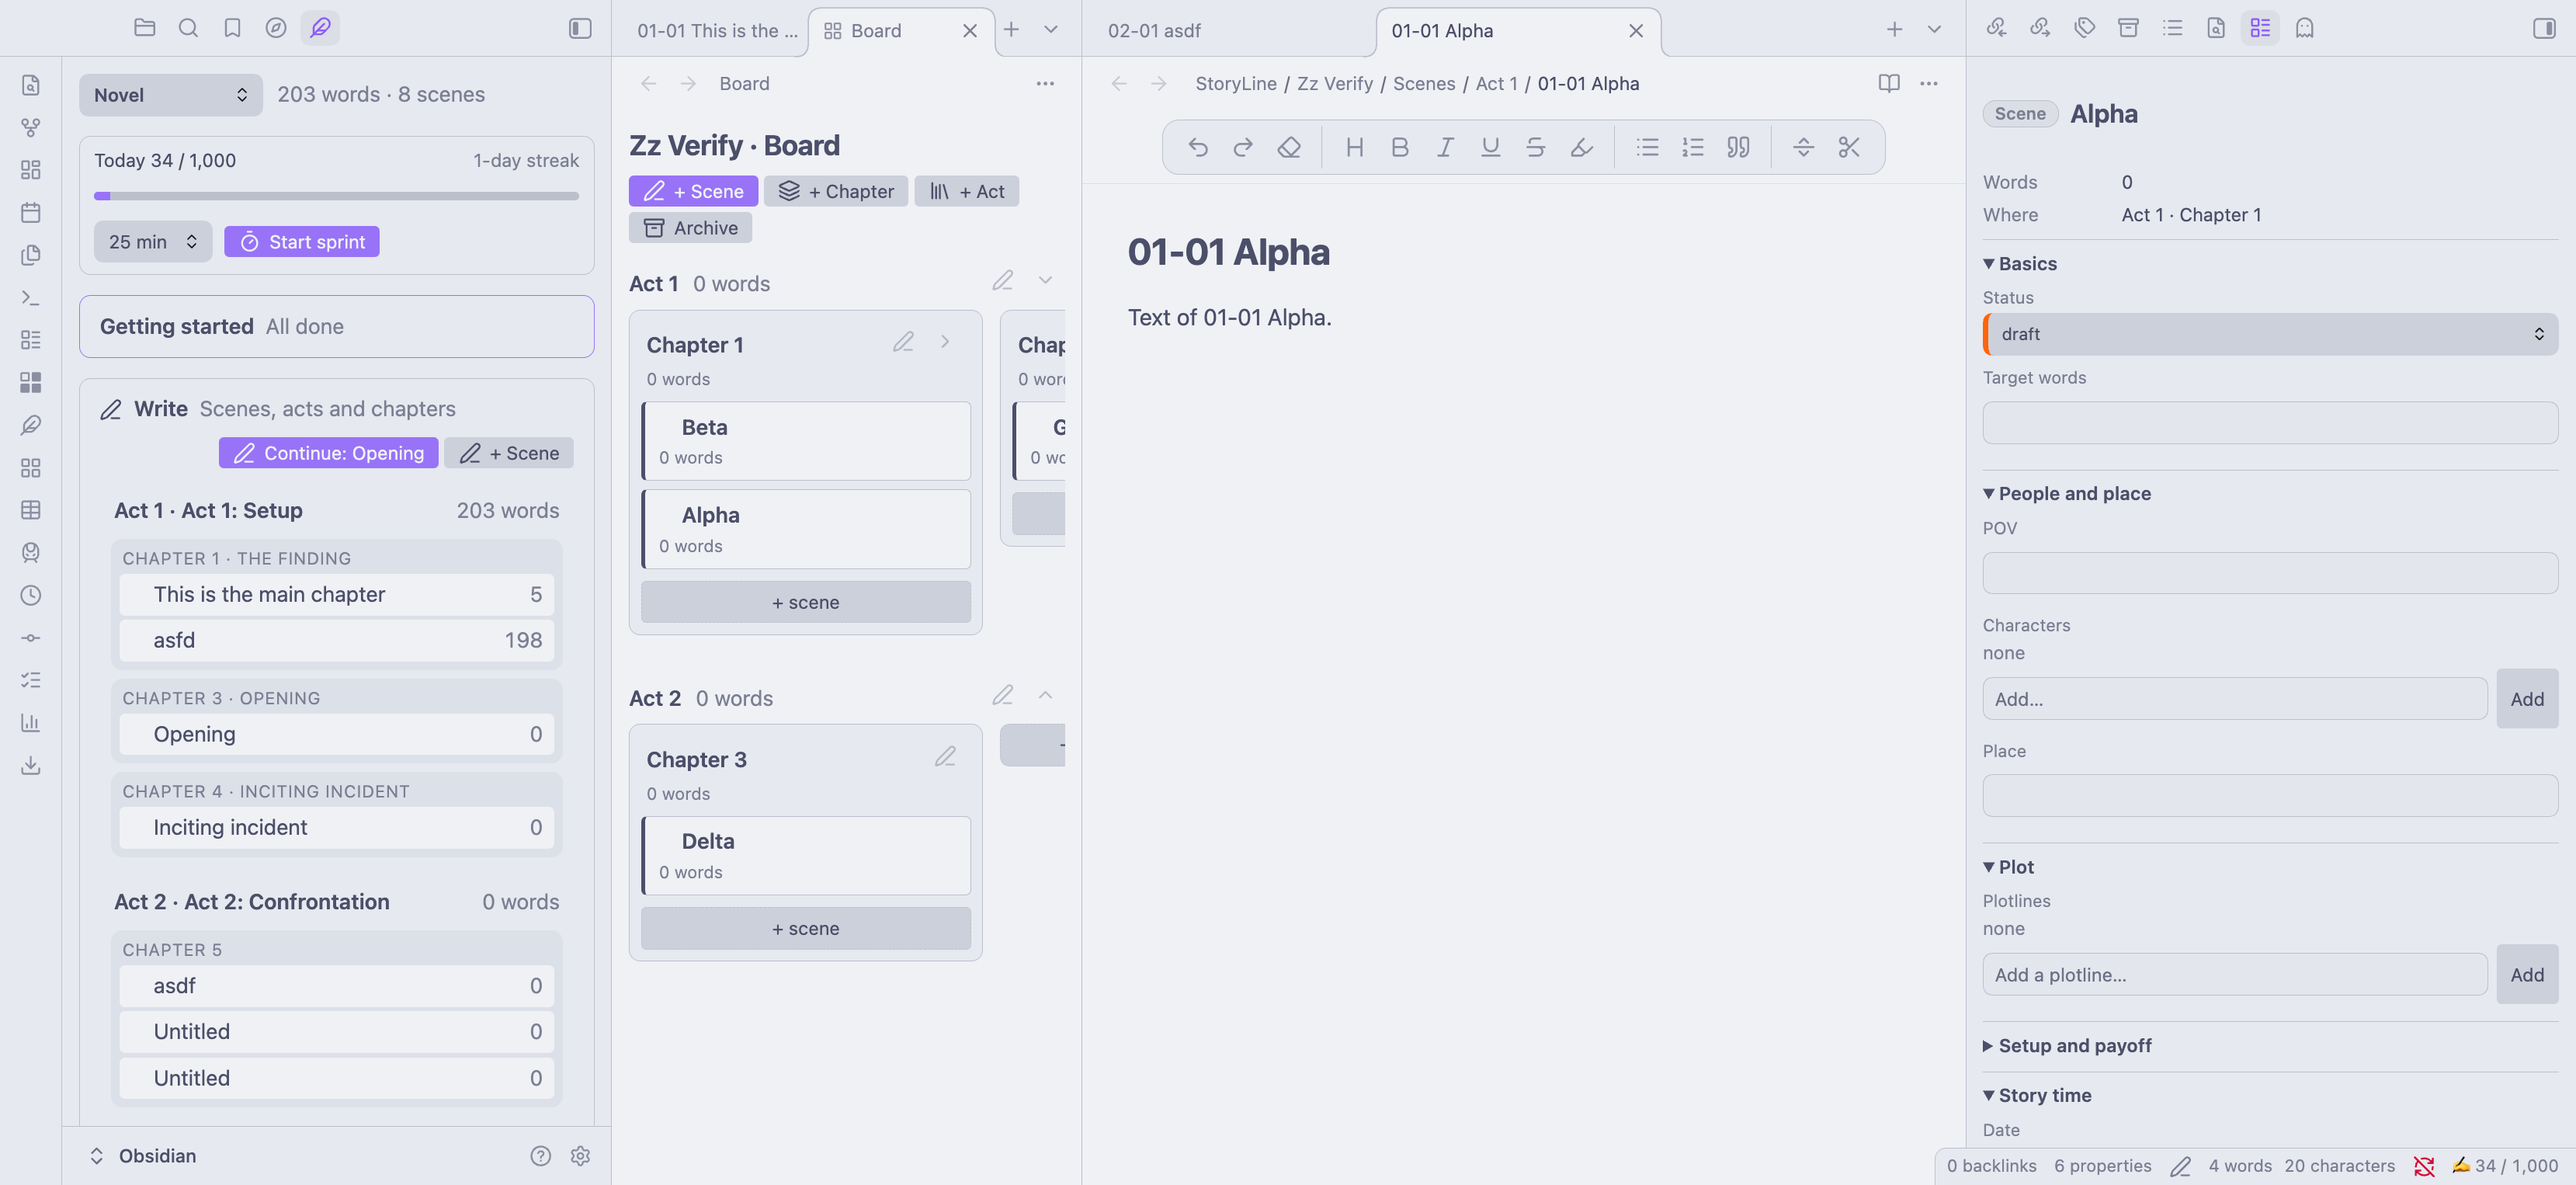 Novel
203 words · 8 scenes
Today 34 / 1,000
1-day streak
25 min
Start sprint
Getting started All done
Write Scenes, acts and chapters
Continue: Opening
+ Scene
Act 1 · Act 1: Setup 203 words
CHAPTER 1 · THE FINDING
This is the main chapter 5
asfd 198
CHAPTER 3 · OPENING
Opening 0
CHAPTER 4 · INCITING INCIDENT
Inciting incident 0
Act 2 · Act 2: Confrontation 0 words
CHAPTER 5
asdf 0
Untitled 0
Untitled 0
Obsidian
01-01 This is the ...
Board
Board
Zz Verify · Board
+ Scene
+ Chapter
+ Act
Archive
Act 1 0 words
Chapter 1
0 words
Beta
0 words
Alpha
0 words
+ scene
Chap
0 wor
G
0 wo
Act 2 0 words
Chapter 3
0 words
Delta
0 words
+ scene
02-01 asdf
01-01 Alpha
StoryLine / Zz Verify / Scenes / Act 1 / 01-01 Alpha
01-01 Alpha
Text of 01-01 Alpha.
Scene Alpha
Words 0
Where Act 1 · Chapter 1
Basics
Status
draft
Target words
People and place
POV
Characters
none
Add...
Add
Place
Plot
Plotlines
none
Add a plotline...
Add
Setup and payoff
Story time
Date
0 backlinks 6 properties 4 words 20 characters 34 / 1,000